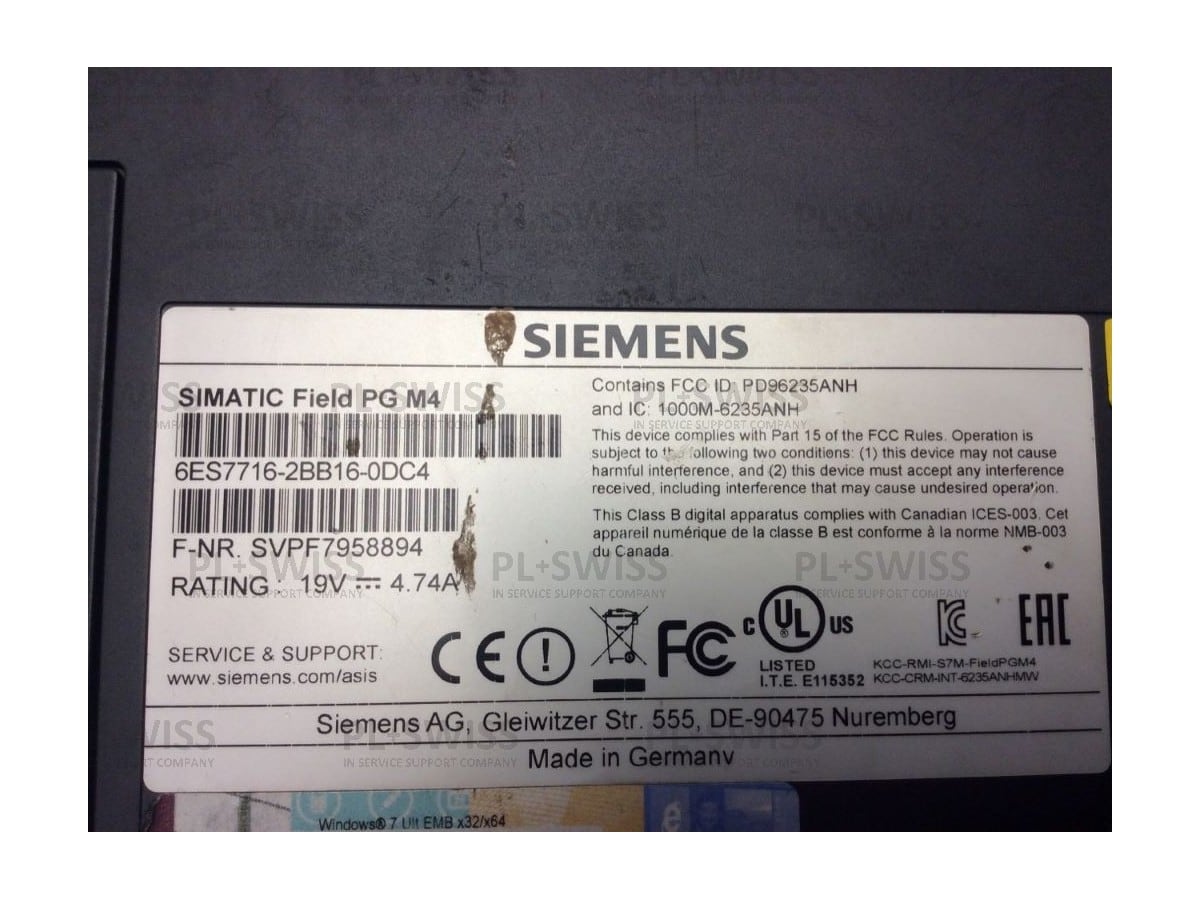 SIEMENS
SIMATIC Field PG M4
6ES7716-2BB16-0DC4
F-NR. SVPF7958894
RATING : 19V ⎓ 4.74A
SERVICE & SUPPORT:
www.siemens.com/asis
Contains FCC ID: PD96235ANH
and IC: 1000M-6235ANH
This device complies with Part 15 of the FCC Rules. Operation is
subject to the following two conditions: (1) this device may not cause
harmful interference, and (2) this device must accept any interference
received, including interference that may cause undesired operation.
This Class B digital apparatus complies with Canadian ICES-003. Cet
appareil numérique de la classe B est conforme à la norme NMB-003
du Canada.
CE FC C UL US KC EAC
LISTED
I.T.E. E115352
KCC-RMI-S7M-FieldPGM4
KCC-CRM-INT-6235ANHMW
Siemens AG, Gleiwitzer Str. 555, DE-90475 Nuremberg
Made in Germany
Windows® 7 Ult EMB x32/x64
PL+SWISS
IN SERVICE SUPPORT COMPANY